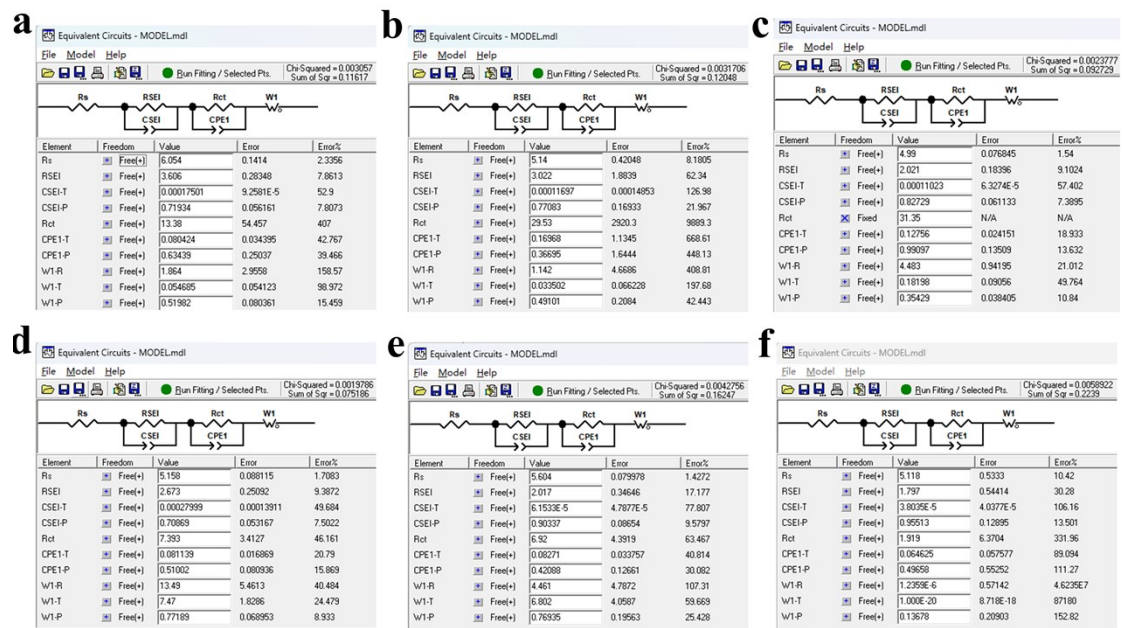 a
Equivalent Circuits - MODEL.mdl
File Model Help
Run Fitting / Selected Pts. Chi-Squared = 0.003057
Sum of Sqr = 0.11617
Rs RSEI Rct W1
CSEI CPE1
Element Freedom Value Error Error%
Rs Free(+) 6.054 0.1414 2.3356
RSEI Free(+) 3.606 0.28348 7.8613
CSEI-T Free(+) 0.00017501 9.2581E-5 52.9
CSEI-P Free(+) 0.71934 0.056161 7.8073
Rct Free(+) 13.38 54.457 407
CPE1-T Free(+) 0.080424 0.034395 42.767
CPE1-P Free(+) 0.63439 0.25037 39.466
W1-R Free(+) 1.864 2.9558 158.57
W1-T Free(+) 0.054685 0.054123 98.972
W1-P Free(+) 0.51982 0.080361 15.459
b
Equivalent Circuits - MODEL.mdl
File Model Help
Run Fitting / Selected Pts. Chi-Squared = 0.0031706
Sum of Sqr = 0.12048
Rs RSEI Rct W1
CSEI CPE1
Element Freedom Value Error Error%
Rs Free(+) 5.14 0.42048 8.1805
RSEI Free(+) 3.022 1.8839 62.34
CSEI-T Free(+) 0.00011697 0.00014853 126.98
CSEI-P Free(+) 0.77083 0.16933 21.967
Rct Free(+) 29.53 2920.3 9889.3
CPE1-T Free(+) 0.16968 1.1345 668.61
CPE1-P Free(+) 0.36695 1.6444 448.13
W1-R Free(+) 1.142 4.6686 408.81
W1-T Free(+) 0.033502 0.066228 197.68
W1-P Free(+) 0.49101 0.2084 42.443
c
Equivalent Circuits - MODEL.mdl
File Model Help
Run Fitting / Selected Pts. Chi-Squared = 0.0023777
Sum of Sqr = 0.092729
Rs RSEI Rct W1
CSEI CPE1
Element Freedom Value Error Error%
Rs Free(+) 4.99 0.076845 1.54
RSEI Free(+) 2.021 0.18396 9.1024
CSEI-T Free(+) 0.00011023 6.3274E-5 57.402
CSEI-P Free(+) 0.82729 0.061133 7.3895
Rct Fixed 31.35 N/A N/A
CPE1-T Free(+) 0.12756 0.024151 18.933
CPE1-P Free(+) 0.99097 0.13509 13.632
W1-R Free(+) 4.483 0.94195 21.012
W1-T Free(+) 0.18198 0.09056 49.764
W1-P Free(+) 0.35429 0.038405 10.84
d
Equivalent Circuits - MODEL.mdl
File Model Help
Run Fitting / Selected Pts. Chi-Squared = 0.0019786
Sum of Sqr = 0.075186
Rs RSEI Rct W1
CSEI CPE1
Element Freedom Value Error Error%
Rs Free(+) 5.158 0.088115 1.7083
RSEI Free(+) 2.673 0.25092 9.3872
CSEI-T Free(+) 0.00027999 0.00013911 49.684
CSEI-P Free(+) 0.70869 0.053167 7.5022
Rct Free(+) 7.393 3.4127 46.161
CPE1-T Free(+) 0.081139 0.016869 20.79
CPE1-P Free(+) 0.51002 0.080936 15.869
W1-R Free(+) 13.49 5.4613 40.484
W1-T Free(+) 7.47 1.8286 24.479
W1-P Free(+) 0.77189 0.068953 8.933
e
Equivalent Circuits - MODEL.mdl
File Model Help
Run Fitting / Selected Pts. Chi-Squared = 0.0042756
Sum of Sqr = 0.16247
Rs RSEI Rct W1
CSEI CPE1
Element Freedom Value Error Error%
Rs Free(+) 5.604 0.079978 1.4272
RSEI Free(+) 2.017 0.34646 17.177
CSEI-T Free(+) 6.1533E-5 4.7877E-5 77.807
CSEI-P Free(+) 0.90337 0.08654 9.5797
Rct Free(+) 6.92 4.3919 63.467
CPE1-T Free(+) 0.08271 0.033757 40.814
CPE1-P Free(+) 0.42088 0.12661 30.082
W1-R Free(+) 4.461 4.7872 107.31
W1-T Free(+) 6.802 4.0587 59.669
W1-P Free(+) 0.76935 0.19563 25.428
f
Equivalent Circuits - MODEL.mdl
File Model Help
Run Fitting / Selected Pts. Chi-Squared = 0.0058922
Sum of Sqr = 0.2239
Rs RSEI Rct W1
CSEI CPE1
Element Freedom Value Error Error%
Rs Free(+) 5.118 0.5333 10.42
RSEI Free(+) 1.797 0.54414 30.28
CSEI-T Free(+) 3.8035E-5 4.0377E-5 106.16
CSEI-P Free(+) 0.95513 0.12895 13.501
Rct Free(+) 1.919 6.3704 331.96
CPE1-T Free(+) 0.064625 0.057577 89.094
CPE1-P Free(+) 0.49658 0.55252 111.27
W1-R Free(+) 1.2359E-6 0.57142 4.6235E7
W1-T Free(+) 1.000E-20 8.718E-18 87180
W1-P Free(+) 0.13678 0.20903 152.82